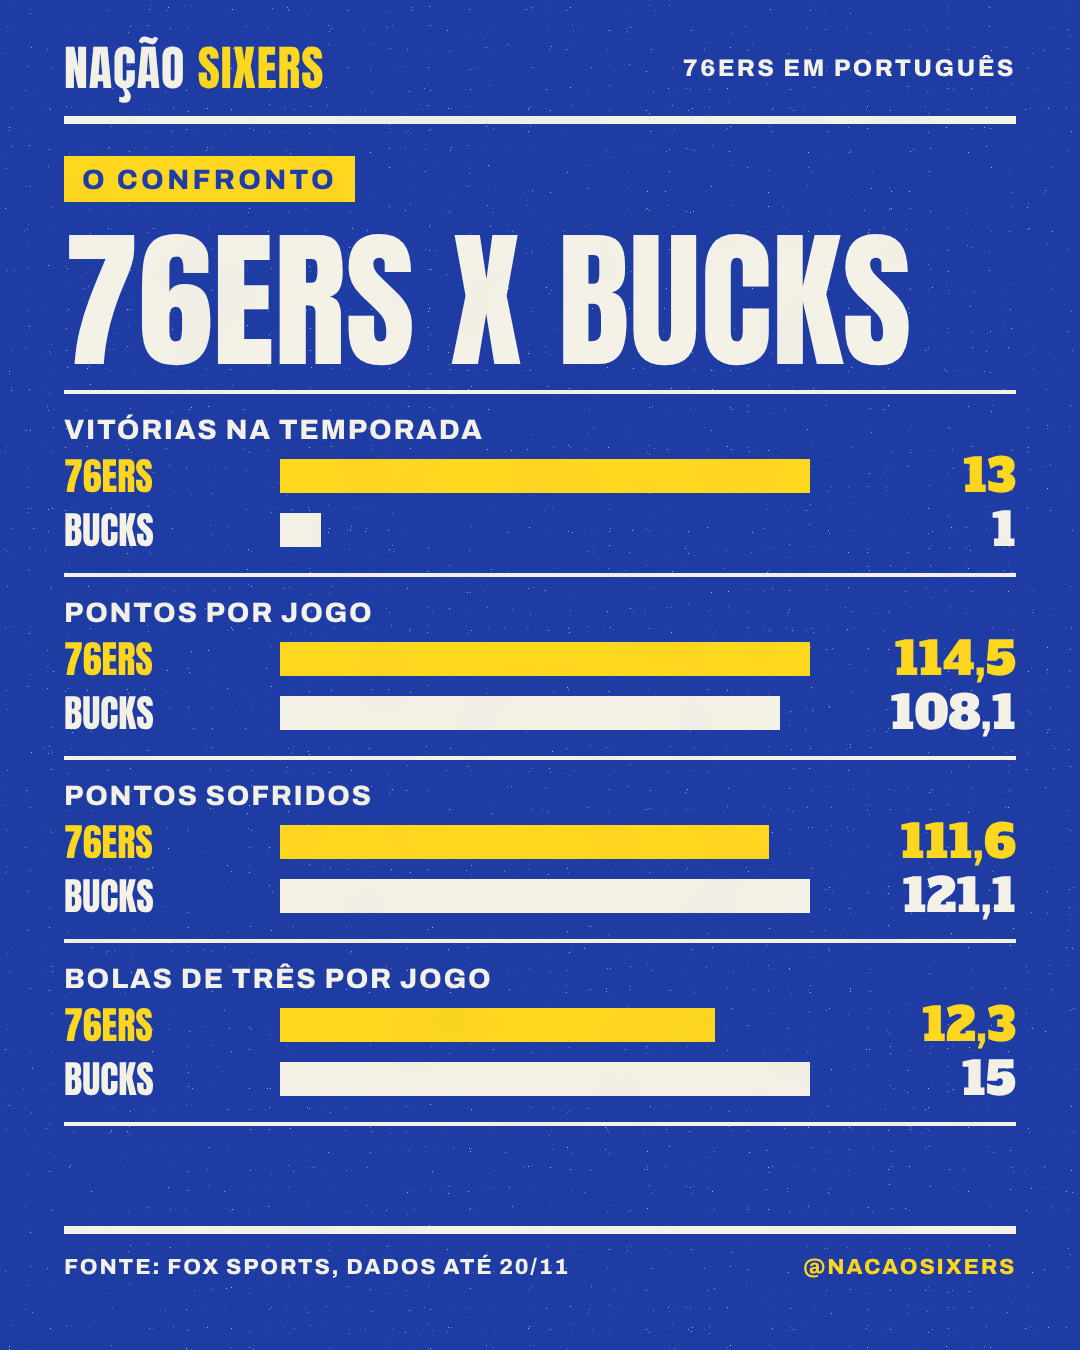 NAÇÃO SIXERS
76ERS EM PORTUGUÊS
O CONFRONTO
76ERS X BUCKS
VITÓRIAS NA TEMPORADA
76ERS 13
BUCKS 1
PONTOS POR JOGO
76ERS 114,5
BUCKS 108,1
PONTOS SOFRIDOS
76ERS 111,6
BUCKS 121,1
BOLAS DE TRÊS POR JOGO
76ERS 12,3
BUCKS 15
FONTE: FOX SPORTS, DADOS ATÉ 20/11
@NACAOSIXERS